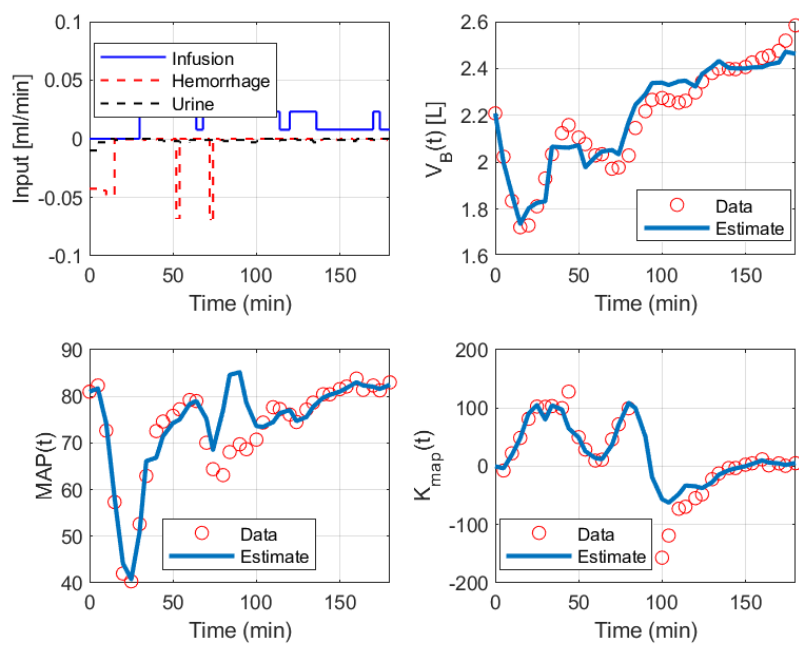 0.1
0.05
0
-0.05
-0.1
Input [ml/min]
Infusion
Hemorrhage
Urine
0 50 100 150
Time (min)
2.6
2.4
2.2
2
1.8
1.6
V_B(t) [L]
Data
Estimate
0 50 100 150
Time (min)
90
80
70
60
50
40
MAP(t)
Data
Estimate
0 50 100 150
Time (min)
200
100
0
-100
-200
K_map(t)
Data
Estimate
0 50 100 150
Time (min)